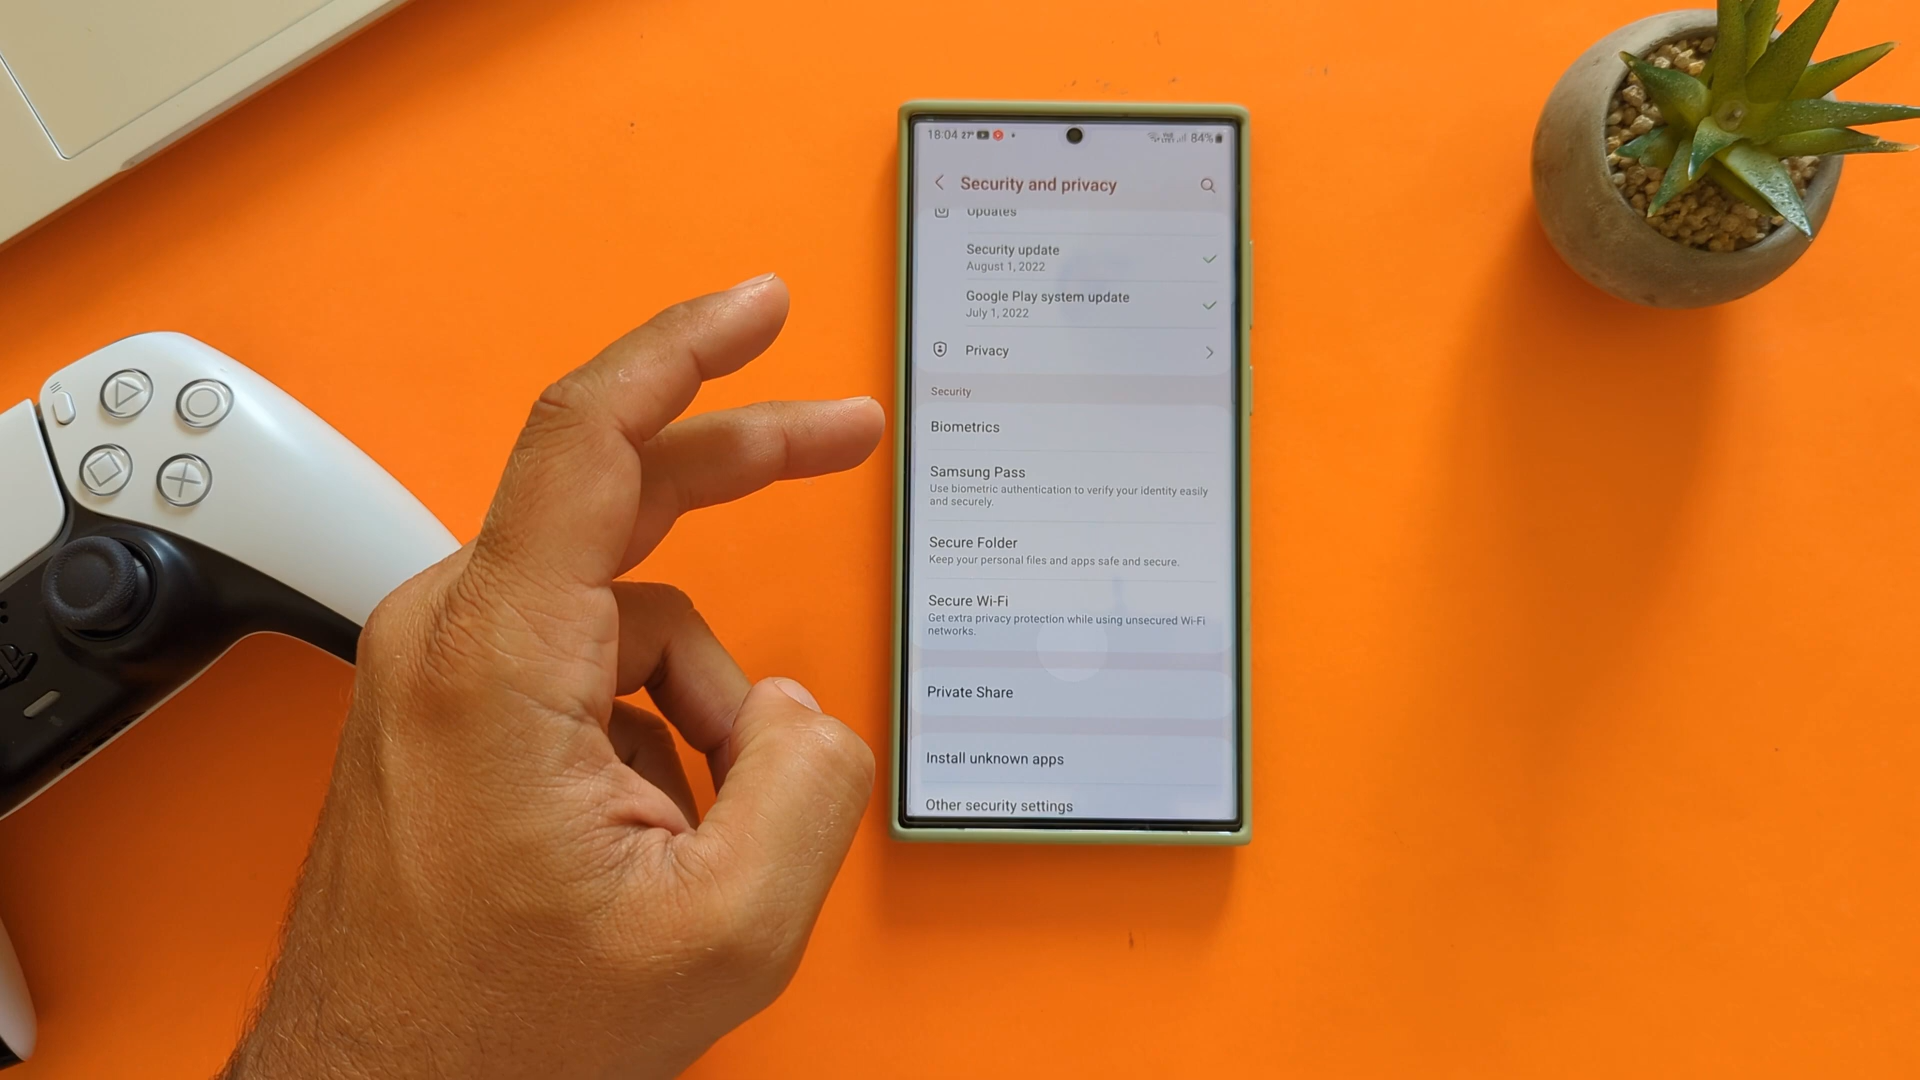 18:04 27°
84%
Security and privacy
Updates
Security update
August 1, 2022
Google Play system update
July 1, 2022
Privacy
Security
Biometrics
Samsung Pass
Use biometric authentication to verify your identity easily
and securely.
Secure Folder
Keep your personal files and apps safe and secure.
Secure Wi-Fi
Get extra privacy protection while using unsecured Wi-Fi
networks.
Private Share
Install unknown apps
Other security settings